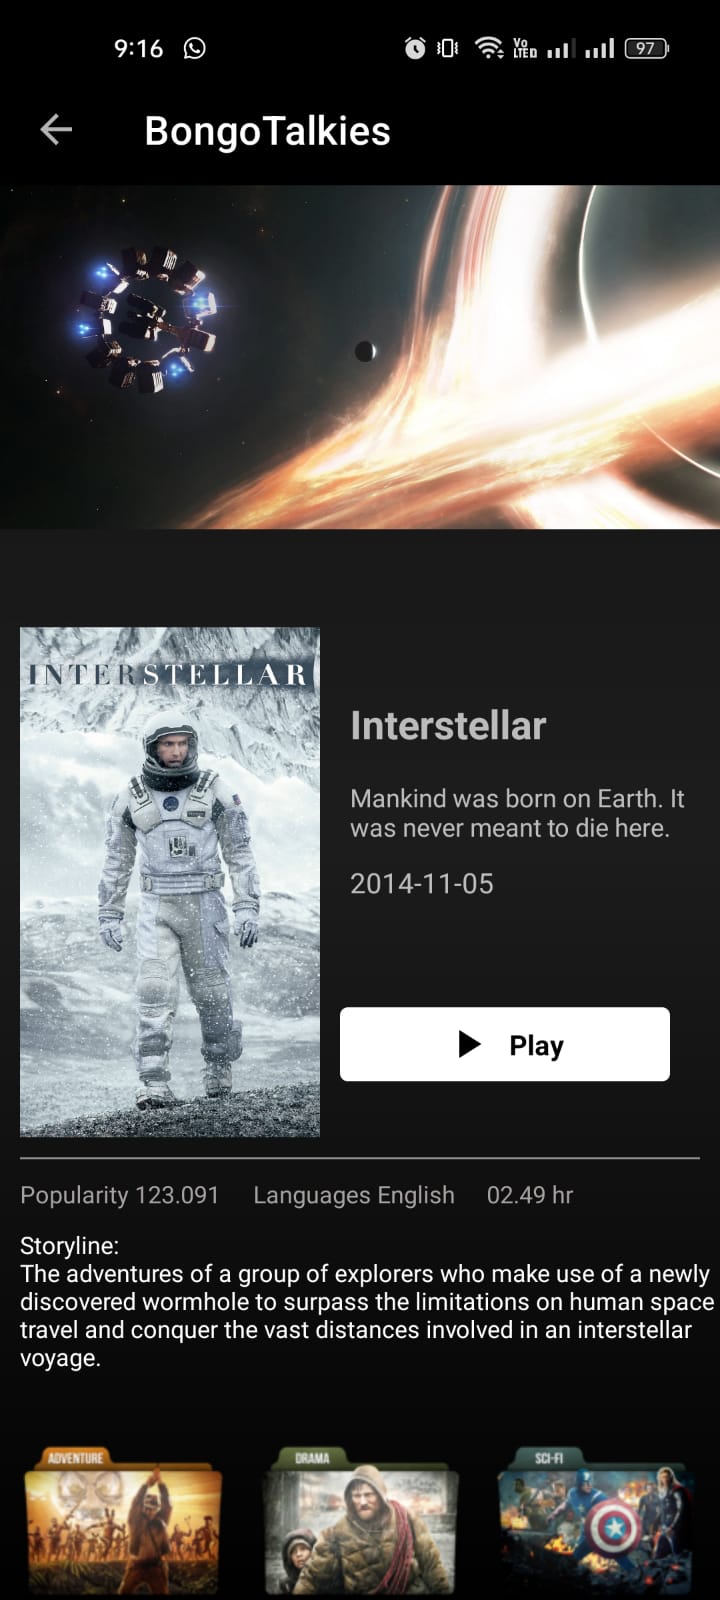 9:16
Vo
LTED
97
BongoTalkies
INTERSTELLAR
Interstellar
Mankind was born on Earth. It
was never meant to die here.
2014-11-05
Play
Popularity 123.091 Languages English 02.49 hr
Storyline:
The adventures of a group of explorers who make use of a newly
discovered wormhole to surpass the limitations on human space
travel and conquer the vast distances involved in an interstellar
voyage.
ADVENTURE DRAMA SCI-FI